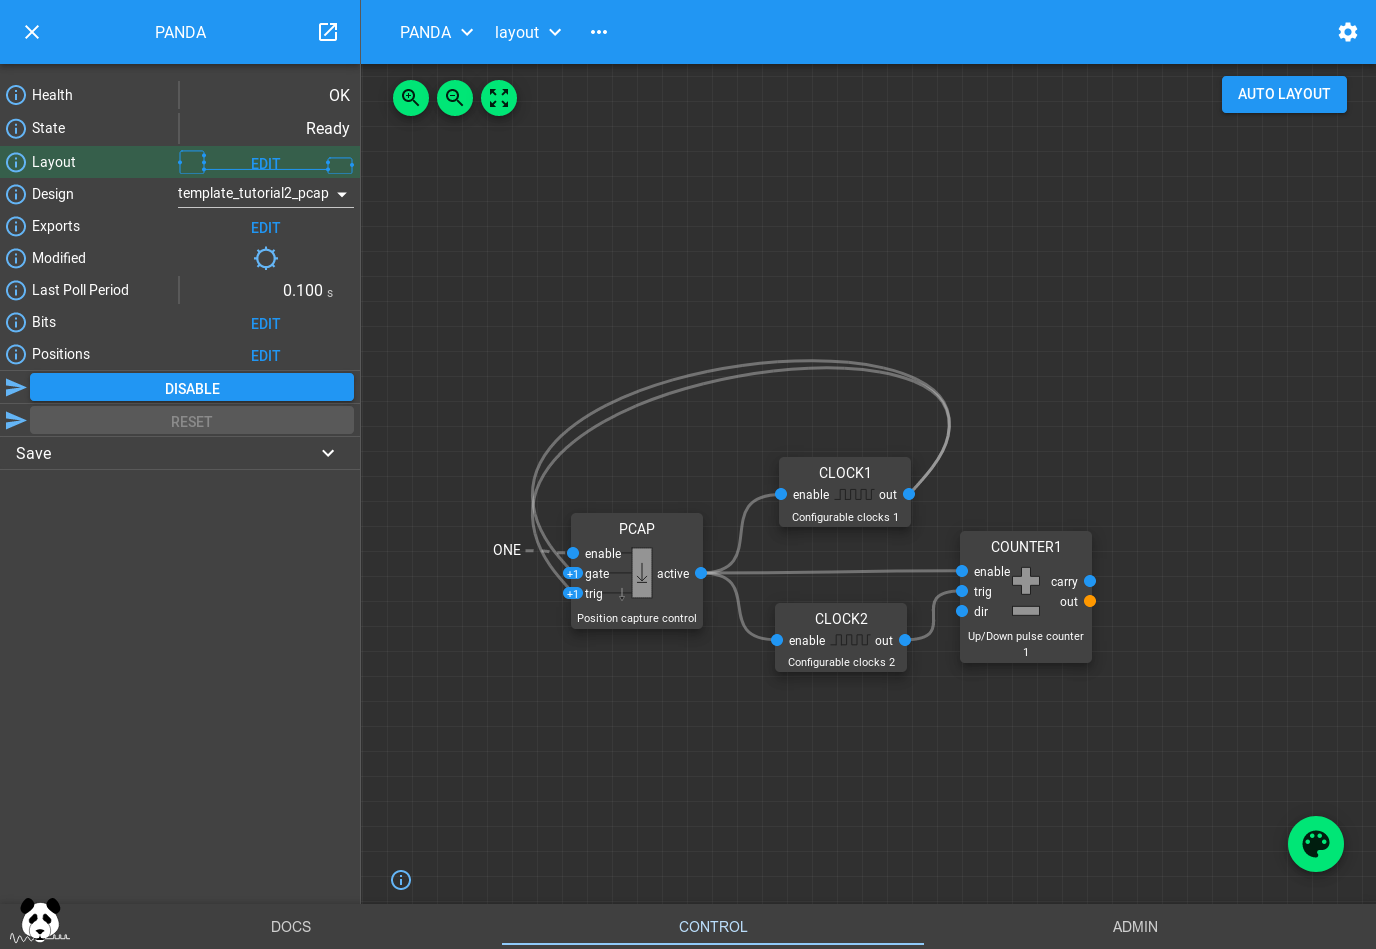 PANDA
PANDA
layout
AUTO LAYOUT
Health
OK
State
Ready
Layout
EDIT
Design
template_tutorial2_pcap
Exports
EDIT
Modified
Last Poll Period
0.100 s
Bits
EDIT
Positions
EDIT
DISABLE
RESET
Save
CLOCK1
enable
out
Configurable clocks 1
PCAP
ONE
enable
+1
gate
active
+1
trig
Position capture control
COUNTER1
enable
carry
trig
out
dir
Up/Down pulse counter
1
CLOCK2
enable
out
Configurable clocks 2
DOCS
CONTROL
ADMIN